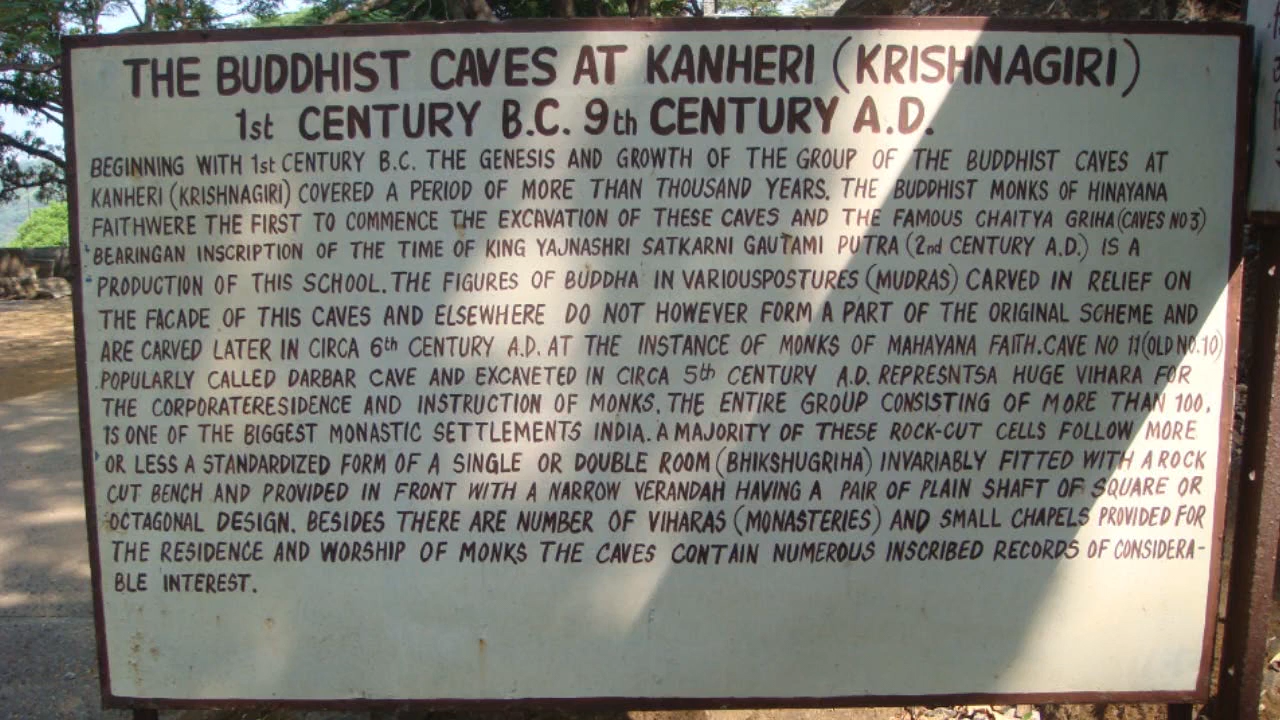 THE BUDDHIST CAVES AT KANHERI (KRISHNAGIRI)
1st CENTURY B.C. 9th CENTURY A.D.
BEGINNING WITH 1st CENTURY B.C. THE GENESIS AND GROWTH OF THE GROUP OF THE BUDDHIST CAVES AT
KANHERI (KRISHNAGIRI) COVERED A PERIOD OF MORE THAN THOUSAND YEARS. THE BUDDHIST MONKS OF HINAYANA
FAITHWERE THE FIRST TO COMMENCE THE EXCAVATION OF THESE CAVES AND THE FAMOUS CHAITYA GRIHA (CAVES NO 3)
BEARINGAN INSCRIPTION OF THE TIME OF KING YAJNASHRI SATKARNI GAUTAMI PUTRA (2nd CENTURY A.D.) IS A
PRODUCTION OF THIS SCHOOL. THE FIGURES OF BUDDHA IN VARIOUSPOSTURES (MUDRAS) CARVED IN RELIEF ON
THE FACADE OF THIS CAVES AND ELSEWHERE DO NOT HOWEVER FORM A PART OF THE ORIGINAL SCHEME AND
ARE CARVED LATER IN CIRCA 6th CENTURY A.D. AT THE INSTANCE OF MONKS OF MAHAYANA FAITH. CAVE NO 11 (OLD NO. 10)
POPULARLY CALLED DARBAR CAVE AND EXCAVETED IN CIRCA 5th CENTURY A.D. REPRESNTSA HUGE VIHARA FOR
THE CORPORATERESIDENCE AND INSTRUCTION OF MONKS. THE ENTIRE GROUP CONSISTING OF MORE THAN 100,
IS ONE OF THE BIGGEST MONASTIC SETTLEMENTS INDIA. A MAJORITY OF THESE ROCK-CUT CELLS FOLLOW MORE
OR LESS A STANDARDIZED FORM OF A SINGLE OR DOUBLE ROOM (BHIKSHUGRIHA) INVARIABLY FITTED WITH A ROCK
CUT BENCH AND PROVIDED IN FRONT WITH A NARROW VERANDAH HAVING A PAIR OF PLAIN SHAFT OF SQUARE OR
OCTAGONAL DESIGN. BESIDES THERE ARE NUMBER OF VIHARAS (MONASTERIES) AND SMALL CHAPELS PROVIDED FOR
THE RESIDENCE AND WORSHIP OF MONKS THE CAVES CONTAIN NUMEROUS INSCRIBED RECORDS OF CONSIDERA-
BLE INTEREST.